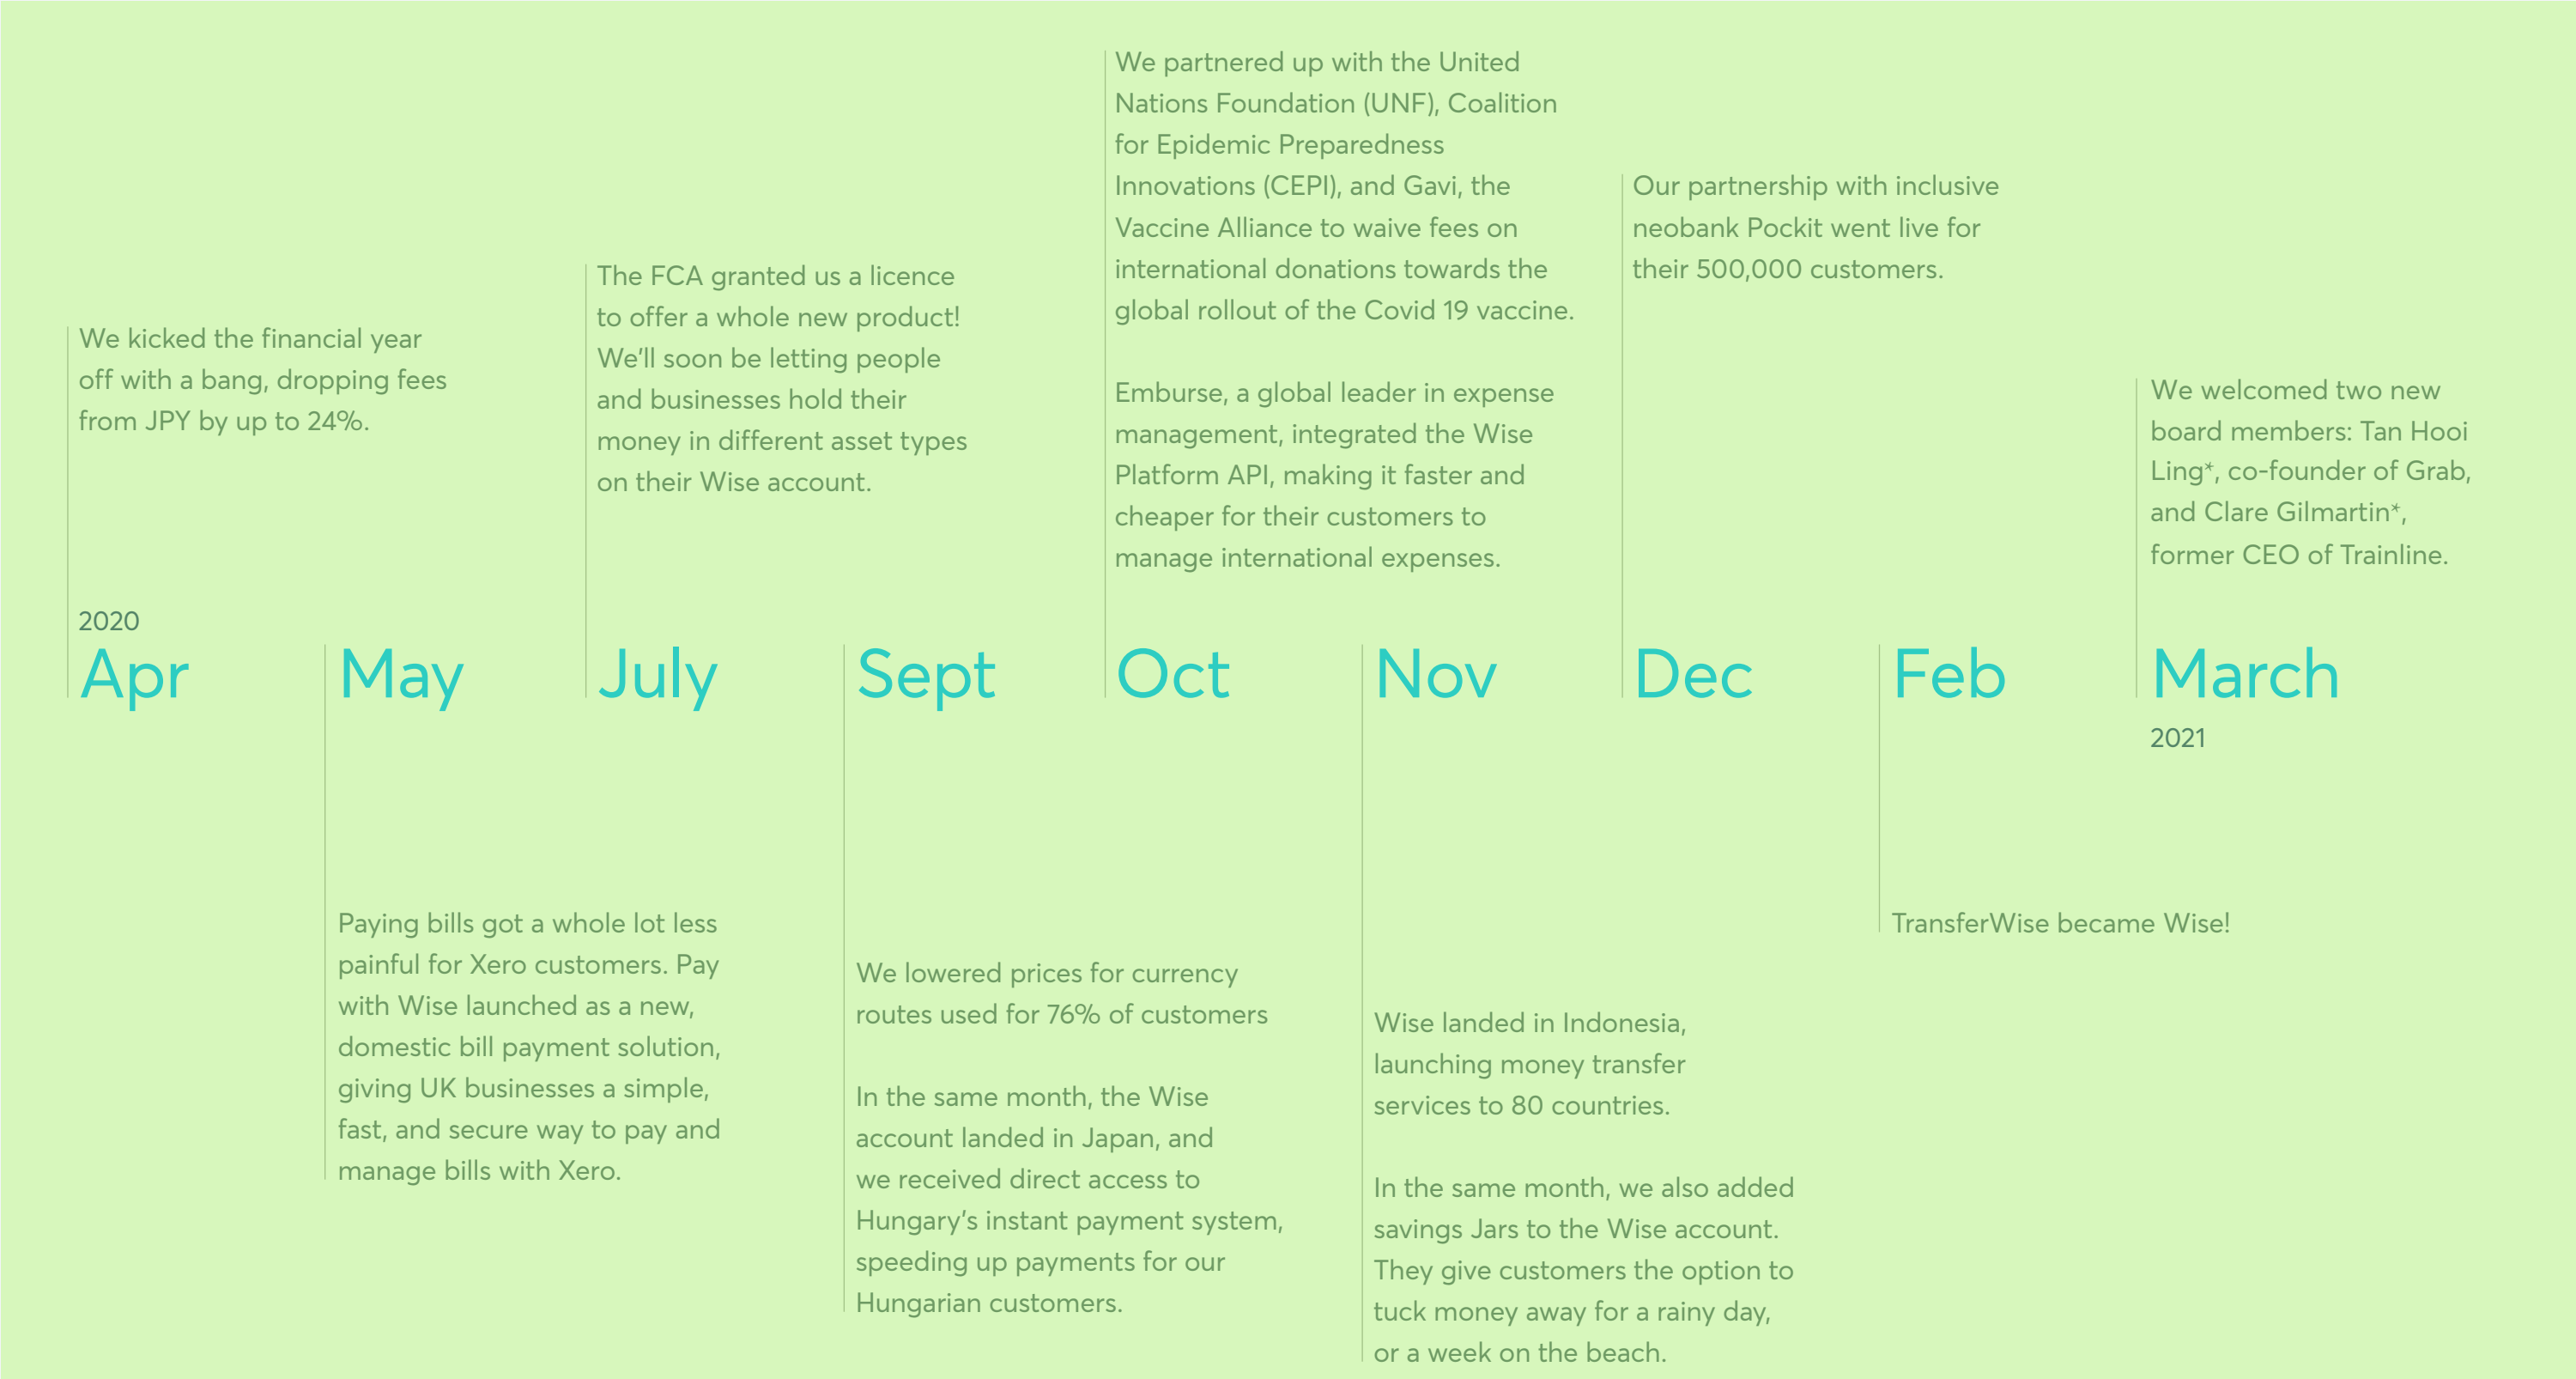 We kicked the financial year
off with a bang, dropping fees
from JPY by up to 24%.
2020
Apr
May
Paying bills got a whole lot less
painful for Xero customers. Pay
with Wise launched as a new,
domestic bill payment solution,
giving UK businesses a simple,
fast, and secure way to pay and
manage bills with Xero.
The FCA granted us a licence
to offer a whole new product!
We'll soon be letting people
and businesses hold their
money in different asset types
on their Wise account.
July
Sept
We lowered prices for currency
routes used for 76% of customers
In the same month, the Wise
account landed in Japan, and
we received direct access to
Hungary's instant payment system,
speeding up payments for our
Hungarian customers.
We partnered up with the United
Nations Foundation (UNF), Coalition
for Epidemic Preparedness
Innovations (CEPI), and Gavi, the
Vaccine Alliance to waive fees on
international donations towards the
global rollout of the Covid 19 vaccine.
Emburse, a global leader in expense
management, integrated the Wise
Platform API, making it faster and
cheaper for their customers to
manage international expenses.
Oct
Nov
Wise landed in Indonesia,
launching money transfer
services to 80 countries.
In the same month, we also added
savings Jars to the Wise account.
They give customers the option to
tuck money away for a rainy day,
or a week on the beach.
Our partnership with inclusive
neobank Pockit went live for
their 500,000 customers.
Dec
Feb
TransferWise became Wise!
We welcomed two new
board members: Tan Hooi
Ling*, co-founder of Grab,
and Clare Gilmartin*,
former CEO of Trainline.
March
2021